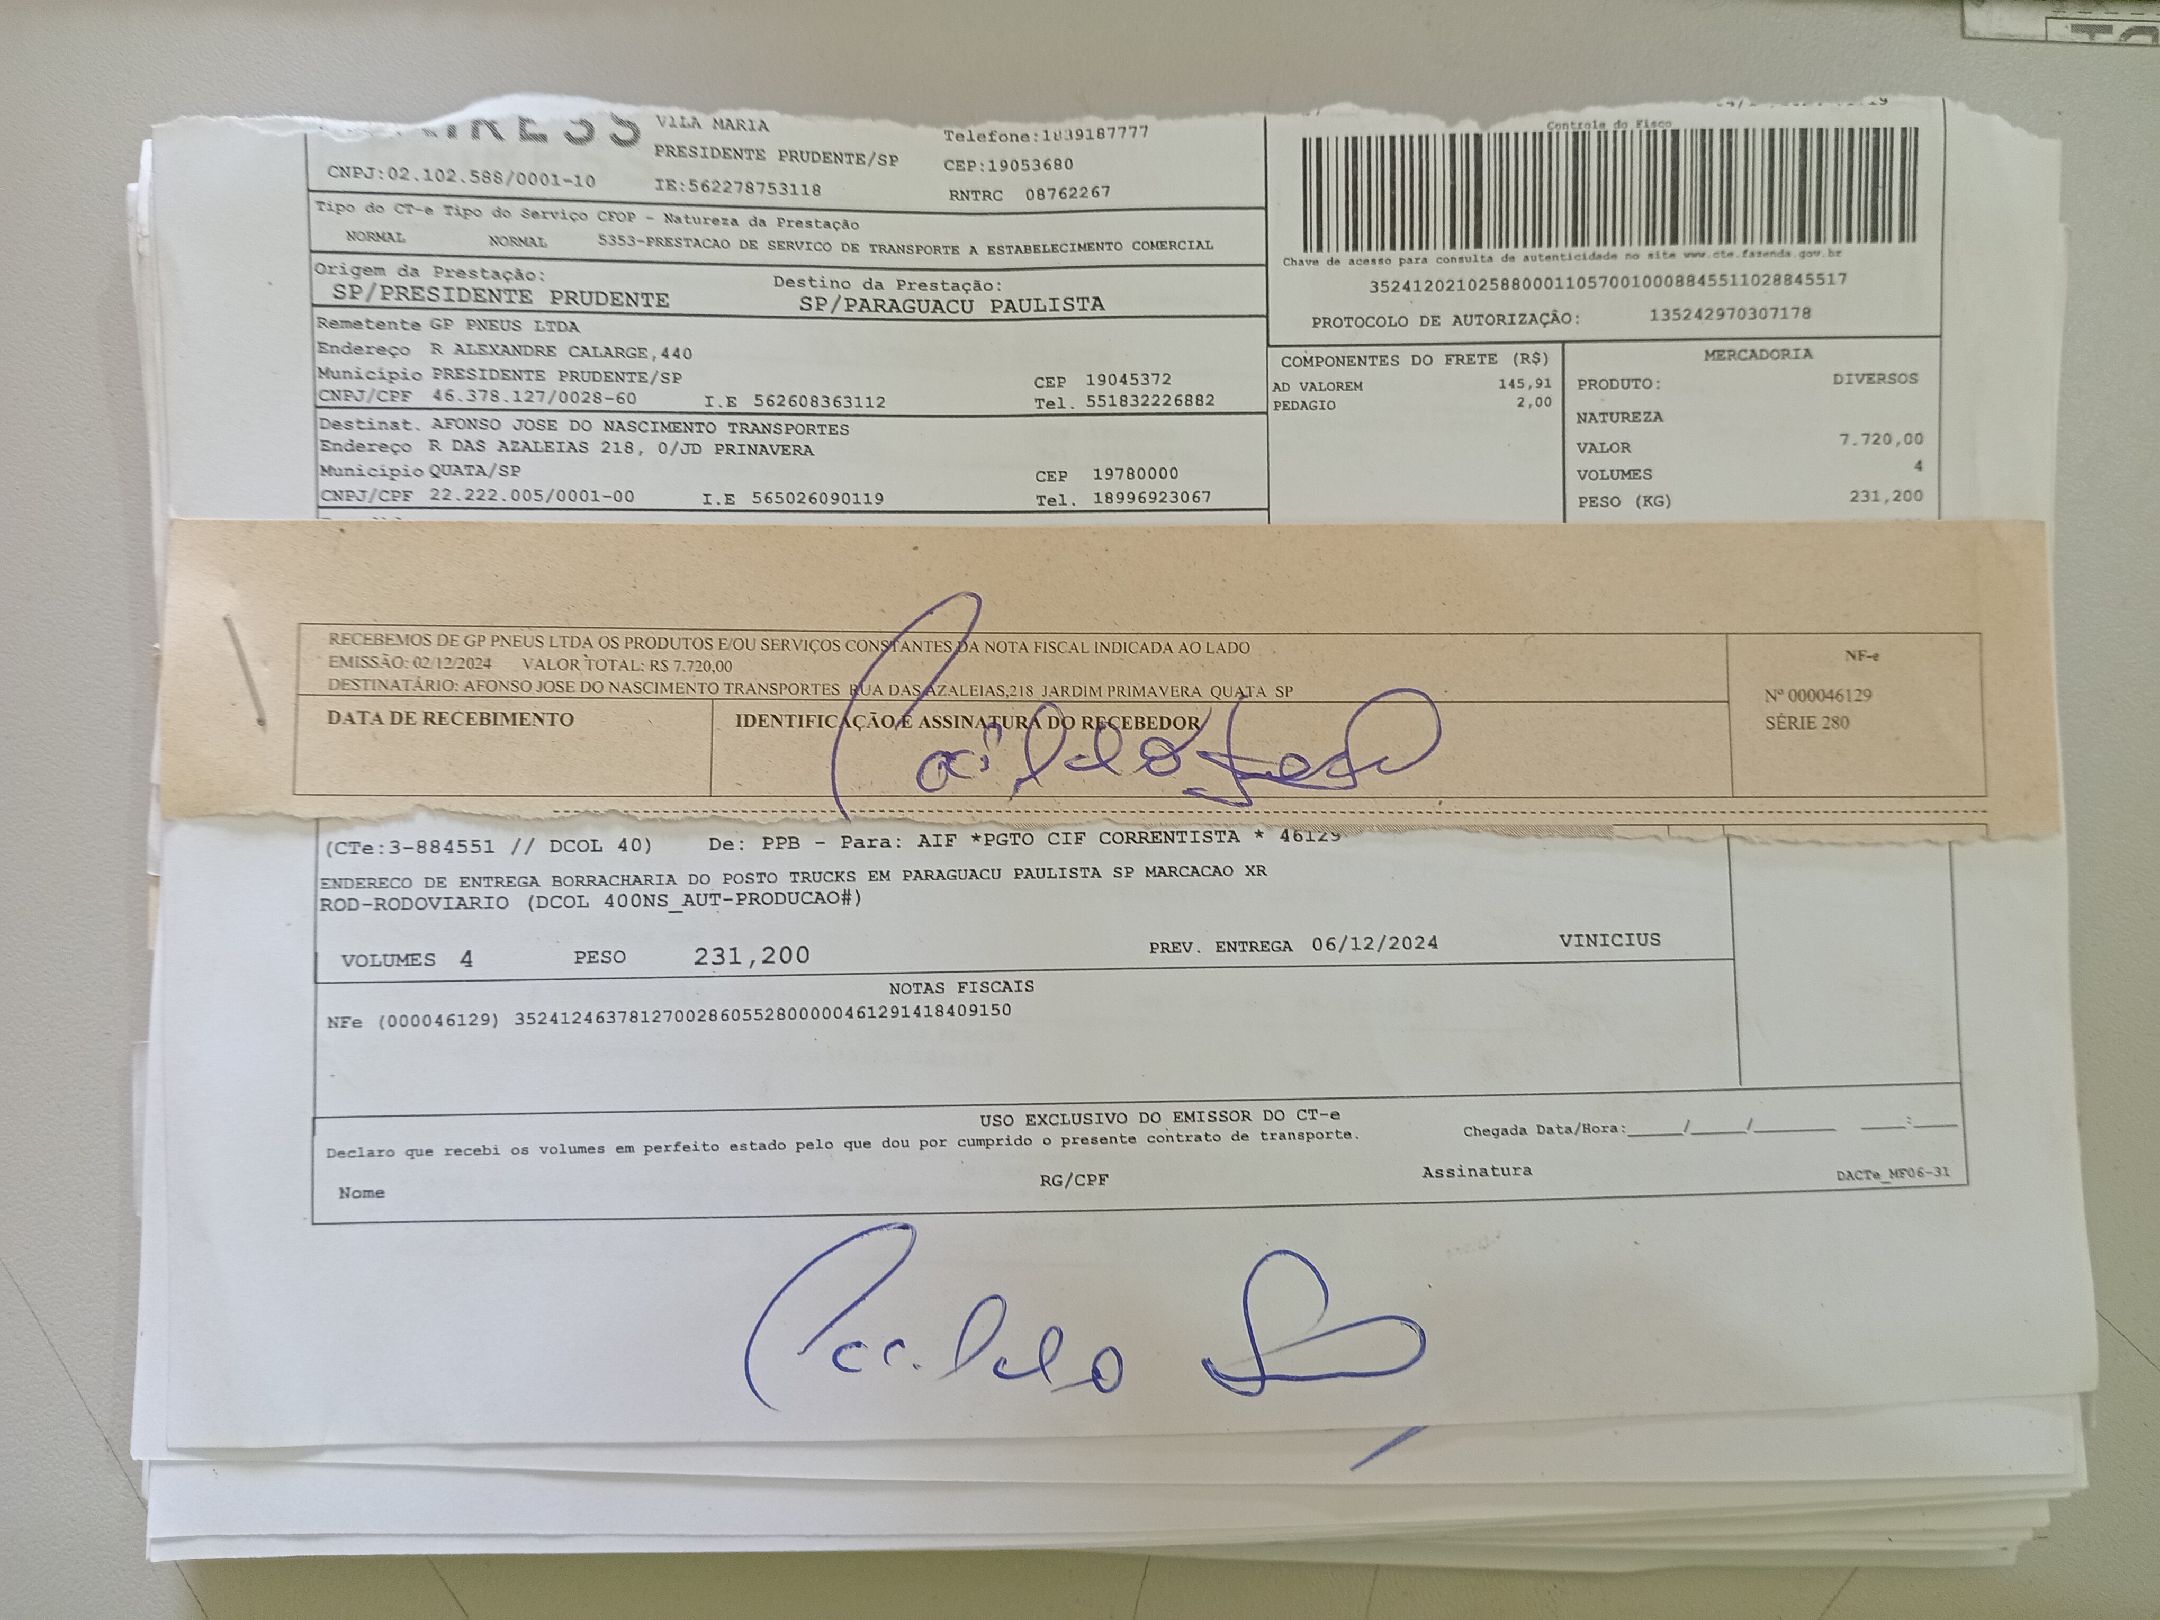 VILA MARIA
PRESIDENTE PRUDENTE/SP
CNPJ:02.102.588/0001-10
IE:562278753118
Telefone:1839187777
CEP:19053680
RNTRC 08762267
Tipo do CT-e Tipo do Serviço CFOP - Natureza da Prestação
NORMAL NORMAL 5353-PRESTACAO DE SERVICO DE TRANSPORTE A ESTABELECIMENTO COMERCIAL
Origem da Prestação: Destino da Prestação:
SP/PRESIDENTE PRUDENTE SP/PARAGUACU PAULISTA
Controle do Fisco
Chave de acesso para consulta de autenticidade no site www.cte.fazenda.gov.br
35241202102588000110570010008845511028845517
PROTOCOLO DE AUTORIZAÇÃO: 135242970307178
Remetente GP PNEUS LTDA
Endereço R ALEXANDRE CALARGE,440
Município PRESIDENTE PRUDENTE/SP CEP 19045372
CNPJ/CPF 46.378.127/0028-60 I.E 562608363112 Tel. 551832226882
Destinat. AFONSO JOSE DO NASCIMENTO TRANSPORTES
Endereço R DAS AZALEIAS 218, 0/JD PRINAVERA
Município QUATA/SP CEP 19780000
CNPJ/CPF 22.222.005/0001-00 I.E 565026090119 Tel. 18996923067
COMPONENTES DO FRETE (R$)
AD VALOREM 145,91
PEDAGIO 2,00
MERCADORIA
PRODUTO: DIVERSOS
NATUREZA
VALOR 7.720,00
VOLUMES 4
PESO (KG) 231,200
RECEBEMOS DE GP PNEUS LTDA OS PRODUTOS E/OU SERVIÇOS CONSTANTES DA NOTA FISCAL INDICADA AO LADO
EMISSÃO: 02/12/2024 VALOR TOTAL: R$ 7.720,00
DESTINATÁRIO: AFONSO JOSE DO NASCIMENTO TRANSPORTES RUA DAS AZALEIAS,218 JARDIM PRIMAVERA QUATA SP
DATA DE RECEBIMENTO IDENTIFICAÇÃO E ASSINATURA DO RECEBEDOR
NF-e
Nº 000046129
SÉRIE 280
(CTe:3-884551 // DCOL 40) De: PPB - Para: AIF *PGTO CIF CORRENTISTA * 46129
ENDERECO DE ENTREGA BORRACHARIA DO POSTO TRUCKS EM PARAGUACU PAULISTA SP MARCACAO XR
ROD-RODOVIARIO (DCOL 400NS_AUT-PRODUCAO#)
VOLUMES 4 PESO 231,200 PREV. ENTREGA 06/12/2024 VINICIUS
NOTAS FISCAIS
NFe (000046129) 35241246378127002860552800000461291418409150
USO EXCLUSIVO DO EMISSOR DO CT-e
Declaro que recebi os volumes em perfeito estado pelo que dou por cumprido o presente contrato de transporte.
Chegada Data/Hora:____/____/______ ___:___
Nome RG/CPF Assinatura DACTe_MF06-31